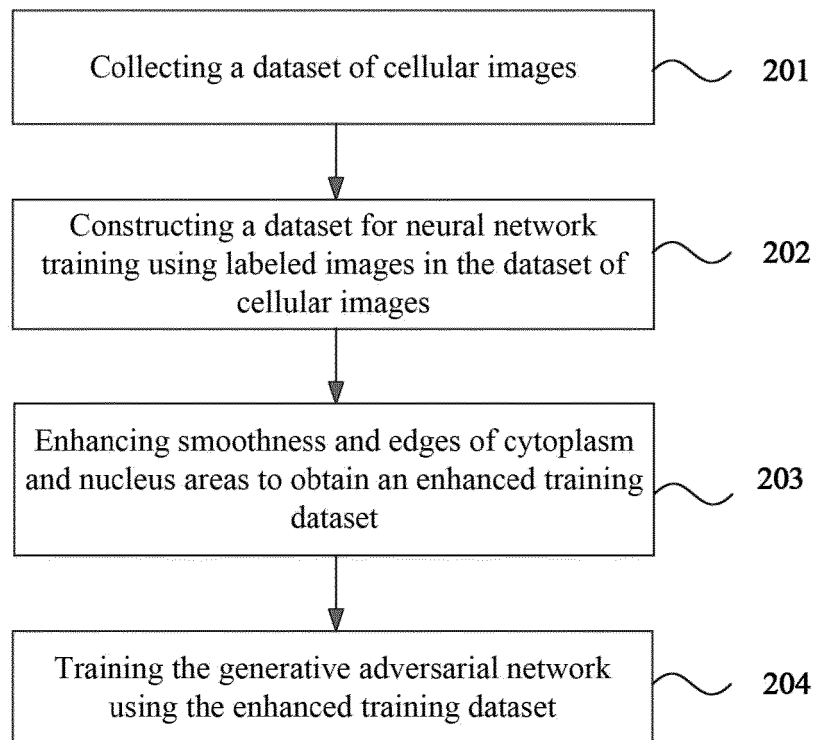 Collecting a dataset of cellular images
201
Constructing a dataset for neural network
training using labeled images in the dataset of
cellular images
202
Enhancing smoothness and edges of cytoplasm
and nucleus areas to obtain an enhanced training
dataset
203
Training the generative adversarial network
using the enhanced training dataset
204